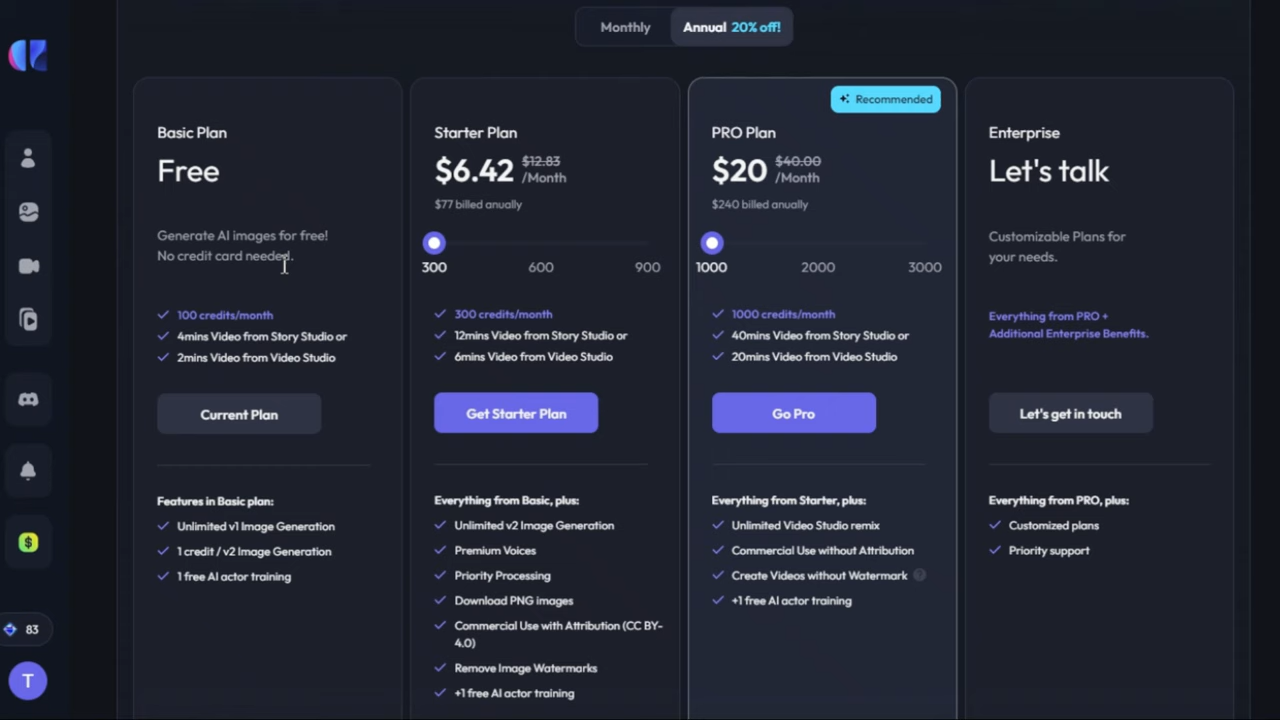 Monthly
Annual 20% off!
Basic Plan
Free
Generate AI images for free!
No credit card needed.
100 credits/month
4mins Video from Story Studio or
2mins Video from Video Studio
Current Plan
Features in Basic plan:
Unlimited v1 Image Generation
1 credit / v2 Image Generation
1 free AI actor training
Starter Plan
$6.42 $12.83
/Month
$77 billed anually
300 600 900
300 credits/month
12mins Video from Story Studio or
6mins Video from Video Studio
Get Starter Plan
Everything from Basic, plus:
Unlimited v2 Image Generation
Premium Voices
Priority Processing
Download PNG images
Commercial Use with Attribution (CC BY-
4.0)
Remove Image Watermarks
+1 free AI actor training
Recommended
PRO Plan
$20 $40.00
/Month
$240 billed anually
1000 2000 3000
1000 credits/month
40mins Video from Story Studio or
20mins Video from Video Studio
Go Pro
Everything from Starter, plus:
Unlimited Video Studio remix
Commercial Use without Attribution
Create Videos without Watermark ?
+1 free AI actor training
Enterprise
Let's talk
Customizable Plans for
your needs.
Everything from PRO +
Additional Enterprise Benefits.
Let's get in touch
Everything from PRO, plus:
Customized plans
Priority support
$
83
T